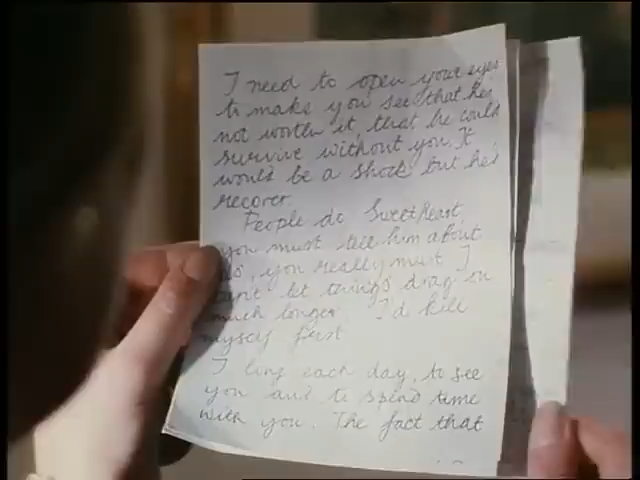 I need to open your eyes
to make you see that he's
not worth it, that he could
survive without you. It
would be a shock but he'd
recover.
People do Sweetheart,
you must tell him about
us, you really must I
can't let things drag on
much longer. I'd kill
myself first
I long each day, to see
you and to spend time
with you. The fact that